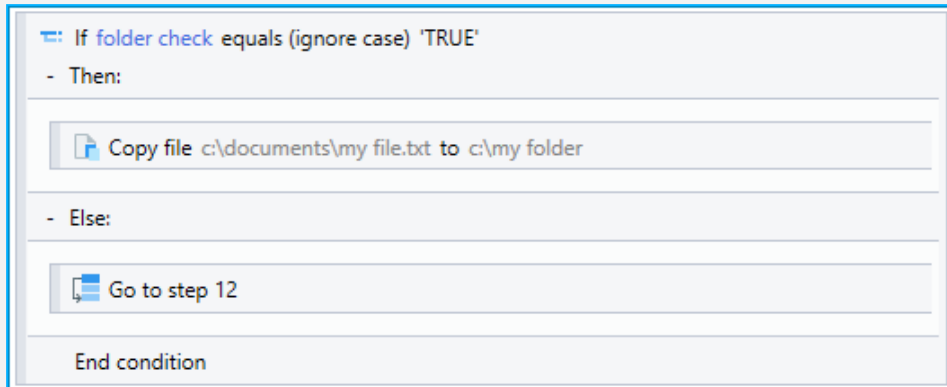 If folder check equals (ignore case) 'TRUE'
- Then:
Copy file c:\documents\my file.txt to c:\my folder
- Else:
Go to step 12
End condition